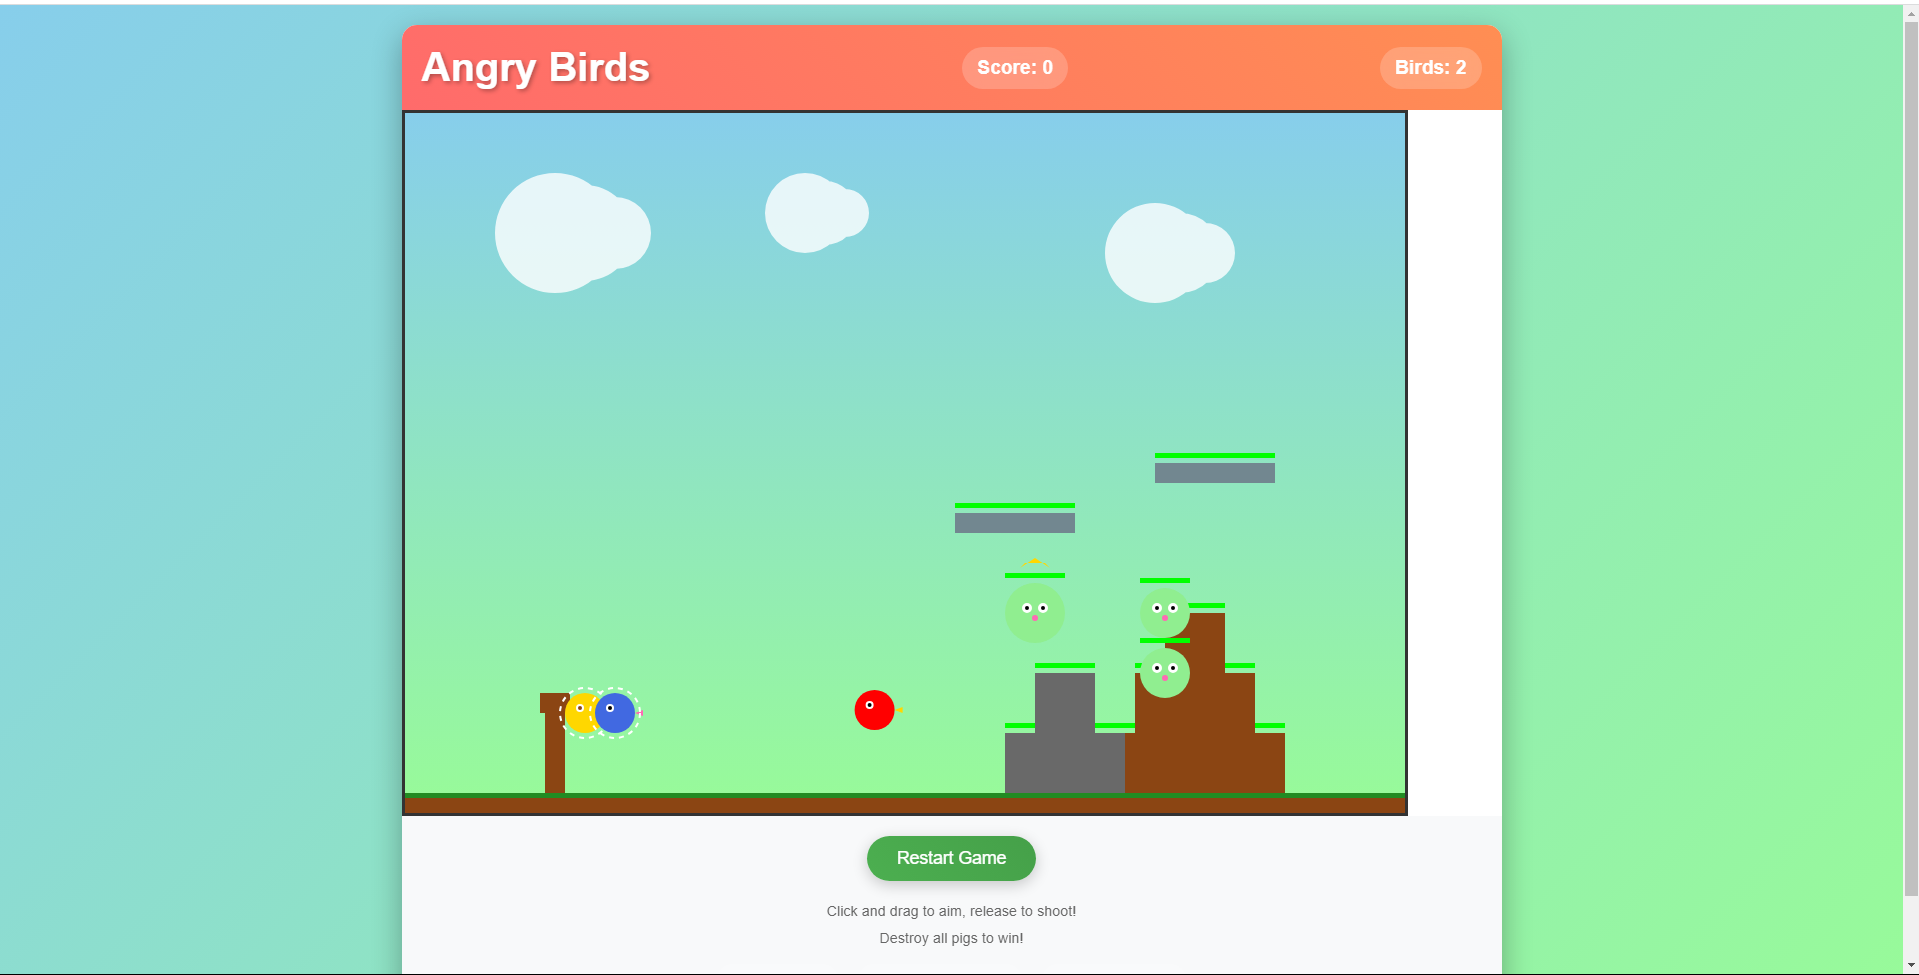 Angry Birds
Score: 0
Birds: 2
Restart Game
Click and drag to aim, release to shoot!
Destroy all pigs to win!